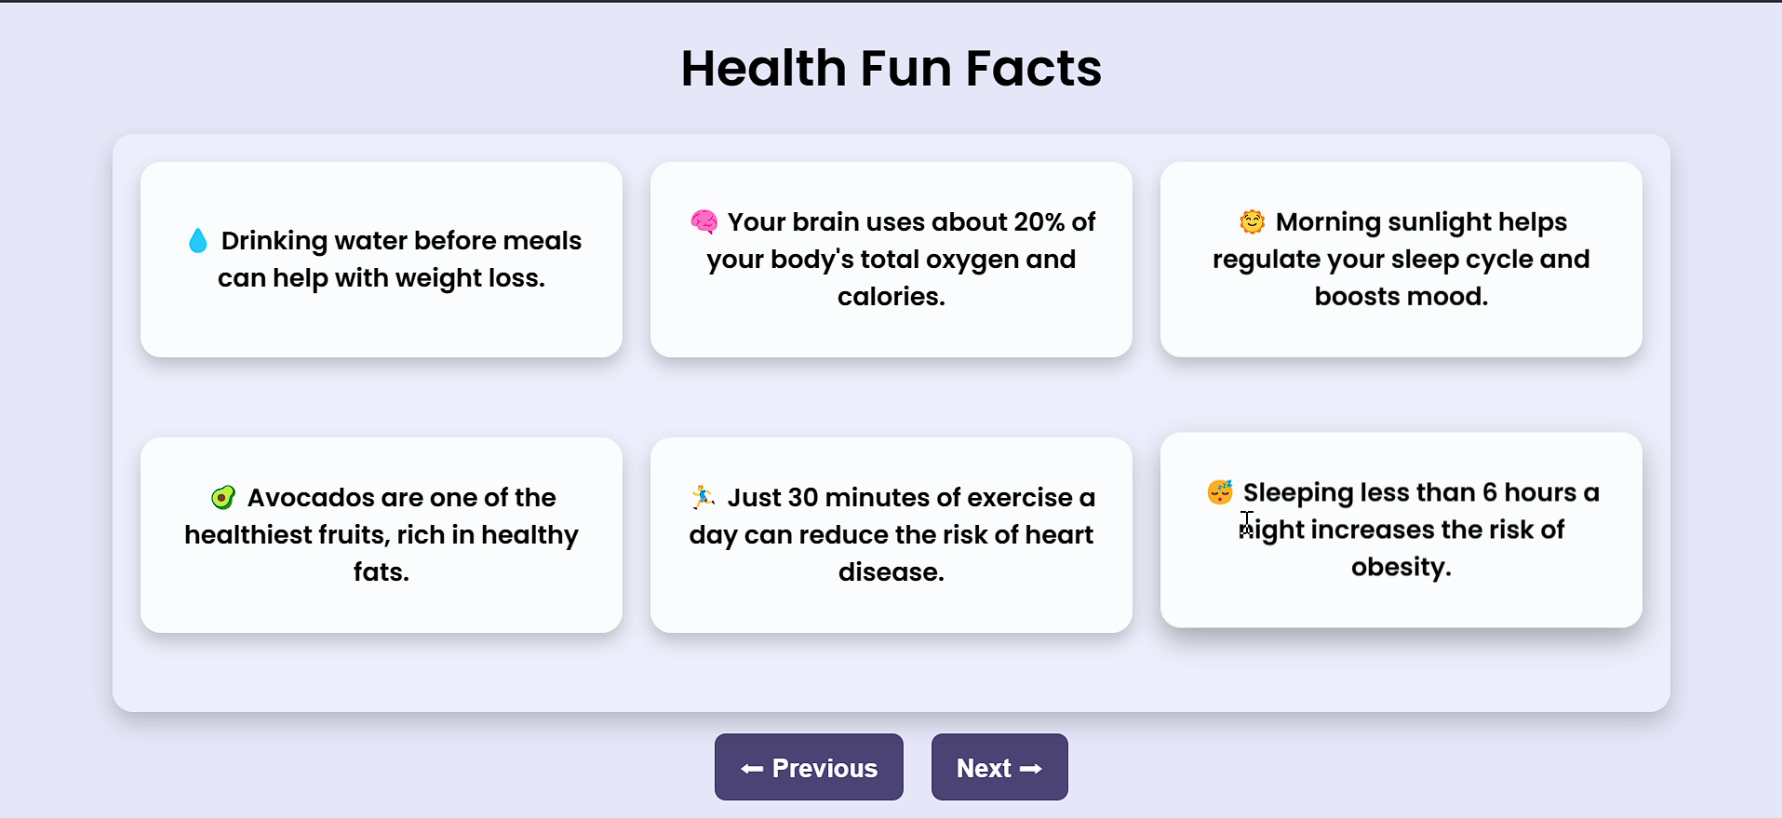 Health Fun Facts
💧 Drinking water before meals
can help with weight loss.
🧠 Your brain uses about 20% of
your body's total oxygen and
calories.
🌞 Morning sunlight helps
regulate your sleep cycle and
boosts mood.
🥑 Avocados are one of the
healthiest fruits, rich in healthy
fats.
🏃‍♂️ Just 30 minutes of exercise a
day can reduce the risk of heart
disease.
😴 Sleeping less than 6 hours a
night increases the risk of
obesity.
⬅ Previous
Next ➡